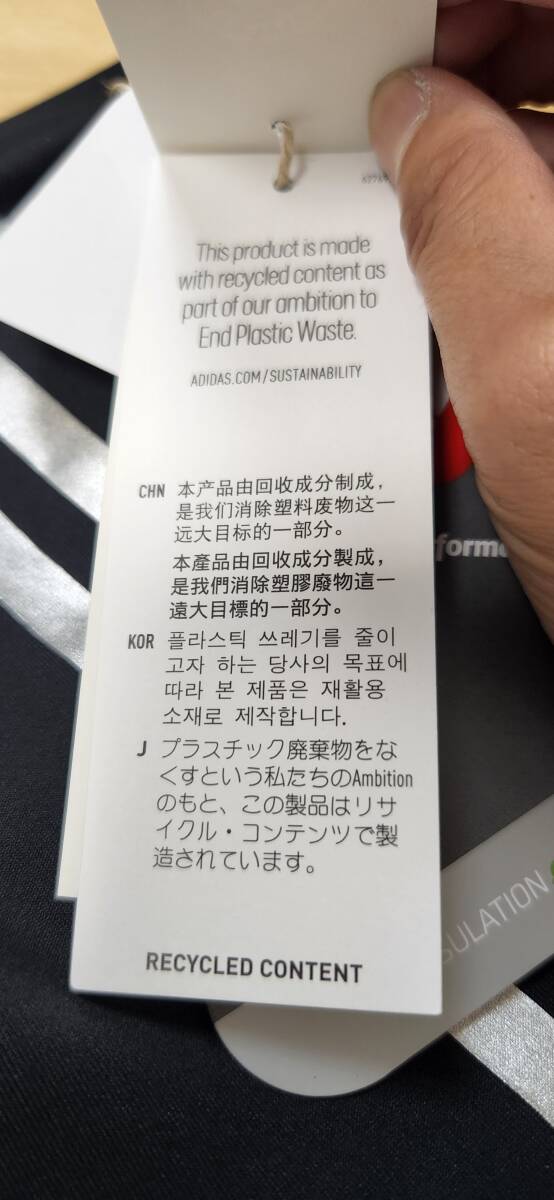 This product is made
with recycled content as
part of our ambition to
End Plastic Waste.
ADIDAS.COM/SUSTAINABILITY
CHN 本产品由回收成分制成，
是我们消除塑料废物这一
远大目标的一部分。
本產品由回收成分製成，
是我們消除塑膠廢物這一
遠大目標的一部分。
KOR 플라스틱 쓰레기를 줄이
고자 하는 당사의 목표에
따라 본 제품은 재활용
소재로 제작합니다.
J プラスチック廃棄物をな
くすという私たちのAmbition
のもと、この製品はリサ
イクル・コンテンツで製
造されています。
RECYCLED CONTENT